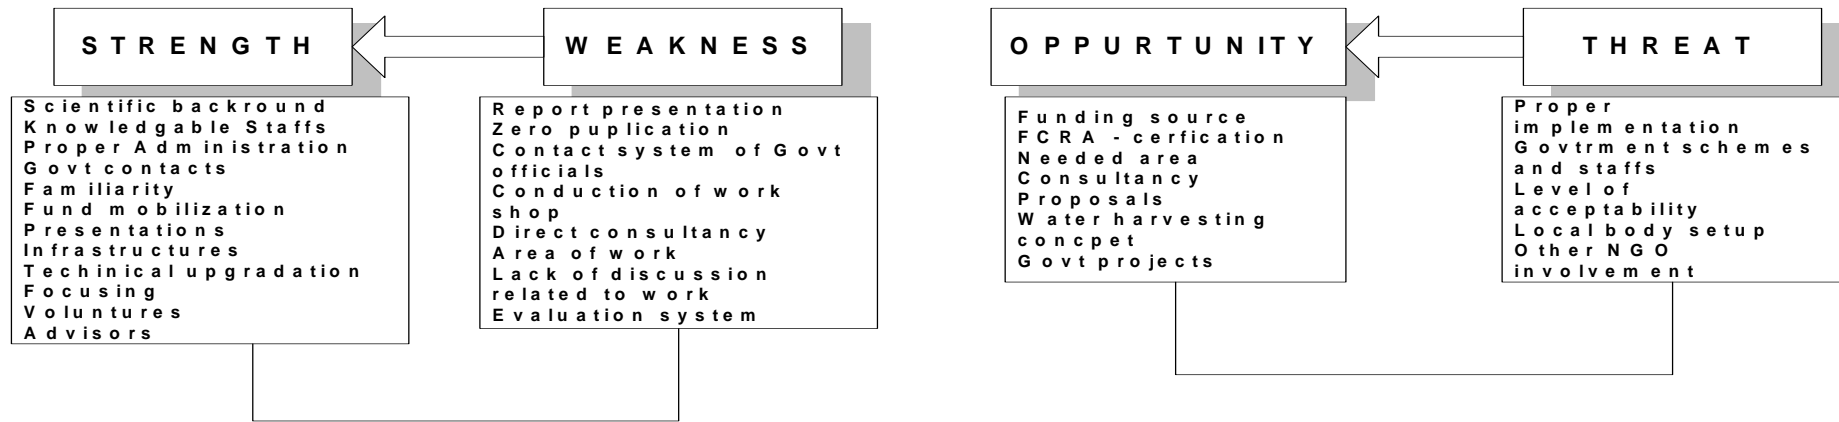 STRENGTH
Scientific backround
Knowledgable Staffs
Proper Administration
Govt contacts
Familiarity
Fund mobilization
Presentations
Infrastructures
Techinical upgradation
Focusing
Voluntures
Advisors
WEAKNESS
Report presentation
Zero puplication
Contact system of Govt
officials
Conduction of work
shop
Direct consultancy
Area of work
Lack of discussion
related to work
Evaluation system
OPPURTUNITY
Funding source
FCRA - cerfication
Needed area
Consultancy
Proposals
Water harvesting
concpet
Govt projects
THREAT
Proper
implementation
Govtrment schemes
and staffs
Level of
acceptability
Local body setup
Other NGO
involvement